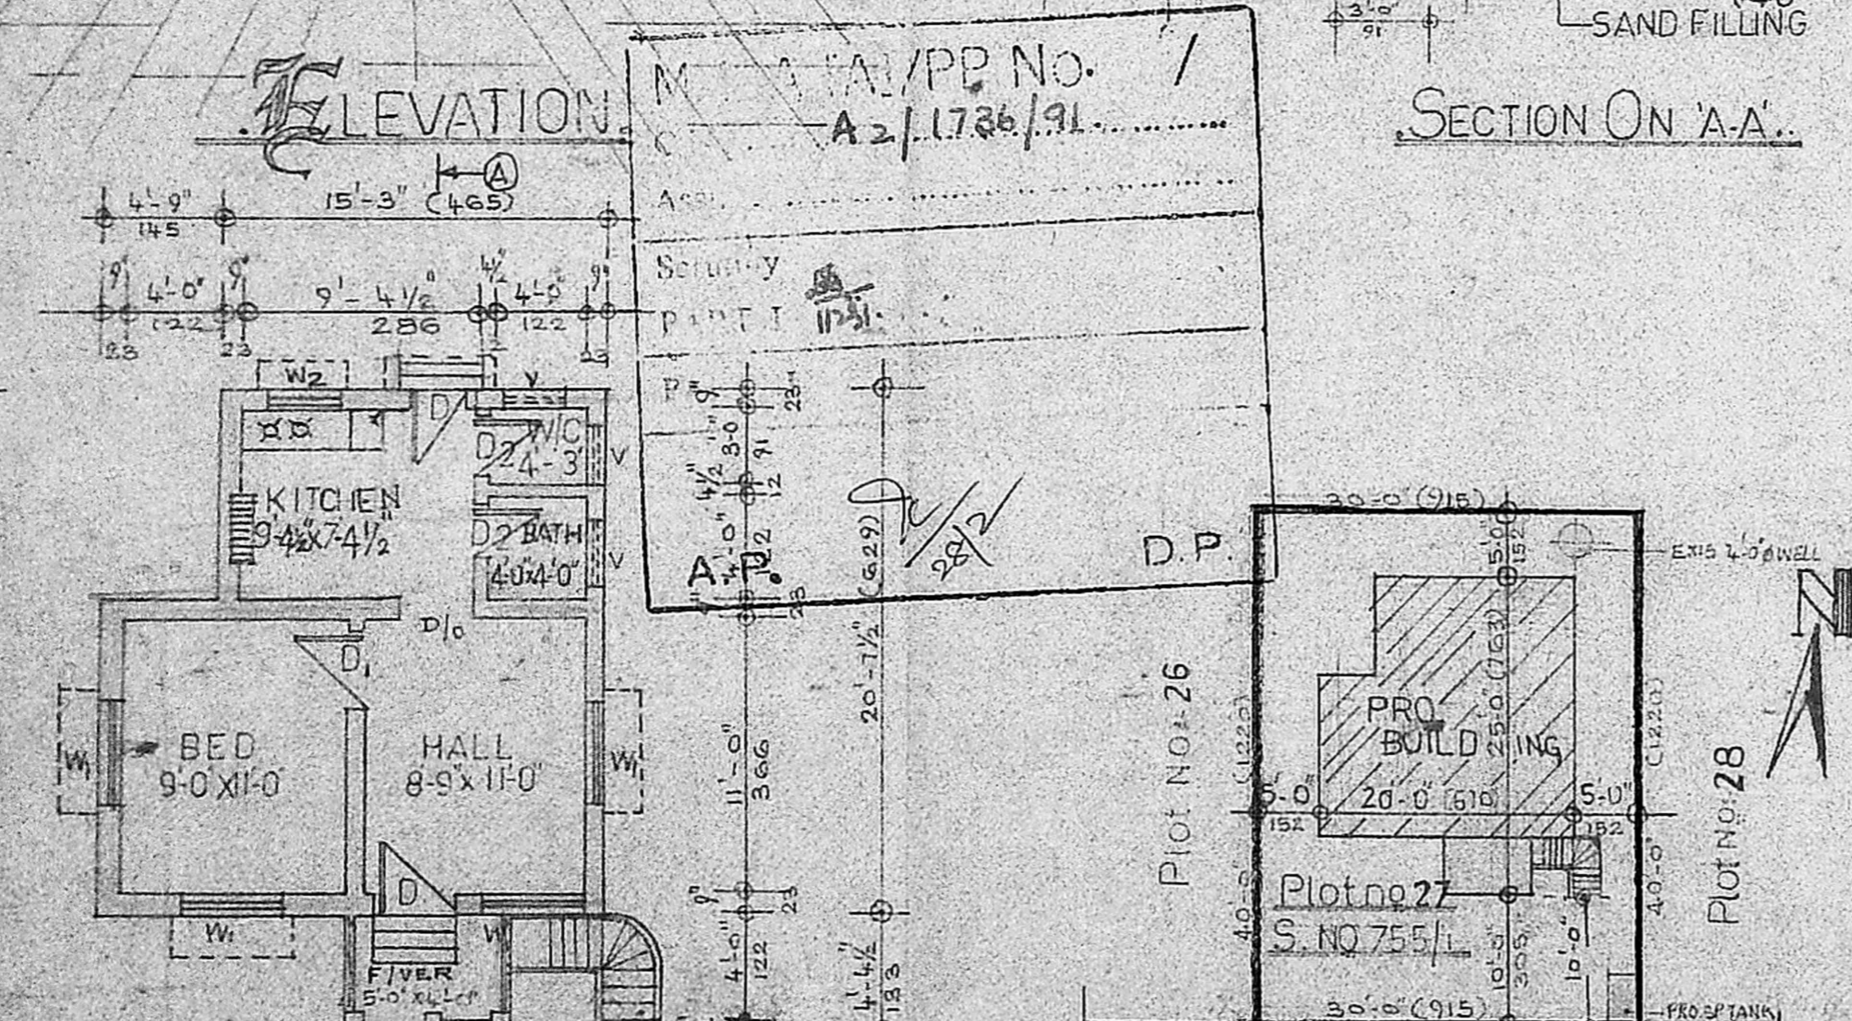 3'-0"
91
SAND FILLING
ELEVATION.
SECTION ON 'A-A'.
/PP No. /
A2/1736/91
Scrutiny
PART I
A.P.
D.P.
28/2
A
4'-9"
145
15'-3" (465)
9"
4'-0"
9"
9'-4½"
4½"
4'-0"
9"
122
286
122
23
23
23
W2
V
D
D2
W/C
4'-3'
V
KITCHEN
9'-4½"x7'-4½"
D2
BATH
4'-0"x4'-0"
V
D/O
D1
W1
BED
9'-0"X11'-0"
HALL
8'-9"x11'-0"
W1
D
W1
W
F/VER
9"
23
3'-0"
91
4½"
12
23
11'-0"
366
9"
23
4'-0"
122
(629)
20'-7½"
4'-4½"
133
30'-0" (915)
5'-0"
152
EXIS 4'-0"ø WELL
N
Plot No: 26
(1220)
40'-0"
PRO.
BUILDING
25'-0" (763)
5'-0"
152
20'-0" (610)
5'-0"
152
(1220)
40'-0"
Plot No: 28
Plot no 27
S. NO 755/1
10'-0"
305
10'-0"
30'-0" (915)
PRO.SP TANK